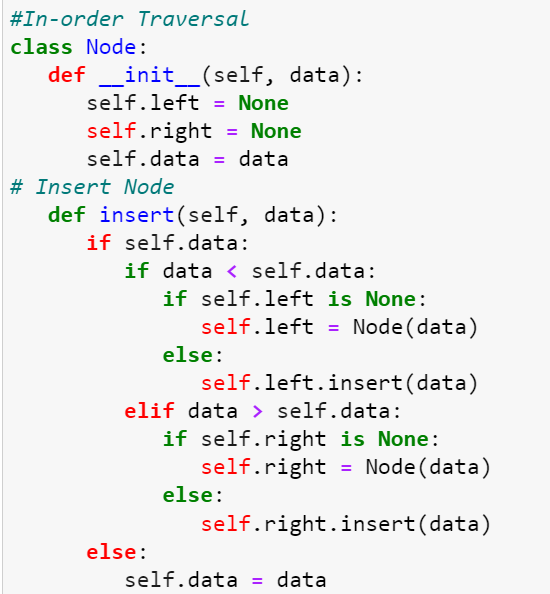 #In-order Traversal
class Node:
   def __init__(self, data):
      self.left = None
      self.right = None
      self.data = data
# Insert Node
   def insert(self, data):
      if self.data:
         if data < self.data:
            if self.left is None:
               self.left = Node(data)
            else:
               self.left.insert(data)
         elif data > self.data:
            if self.right is None:
               self.right = Node(data)
            else:
               self.right.insert(data)
      else:
         self.data = data